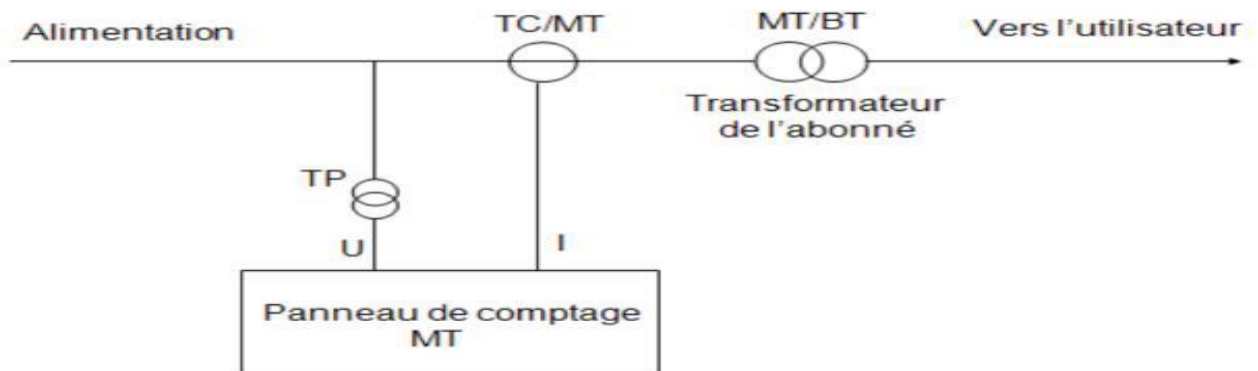 Alimentation
TC/MT
MT/BT
Vers l'utilisateur
Transformateur
de l'abonné
TP
U
I
Panneau de comptage
MT